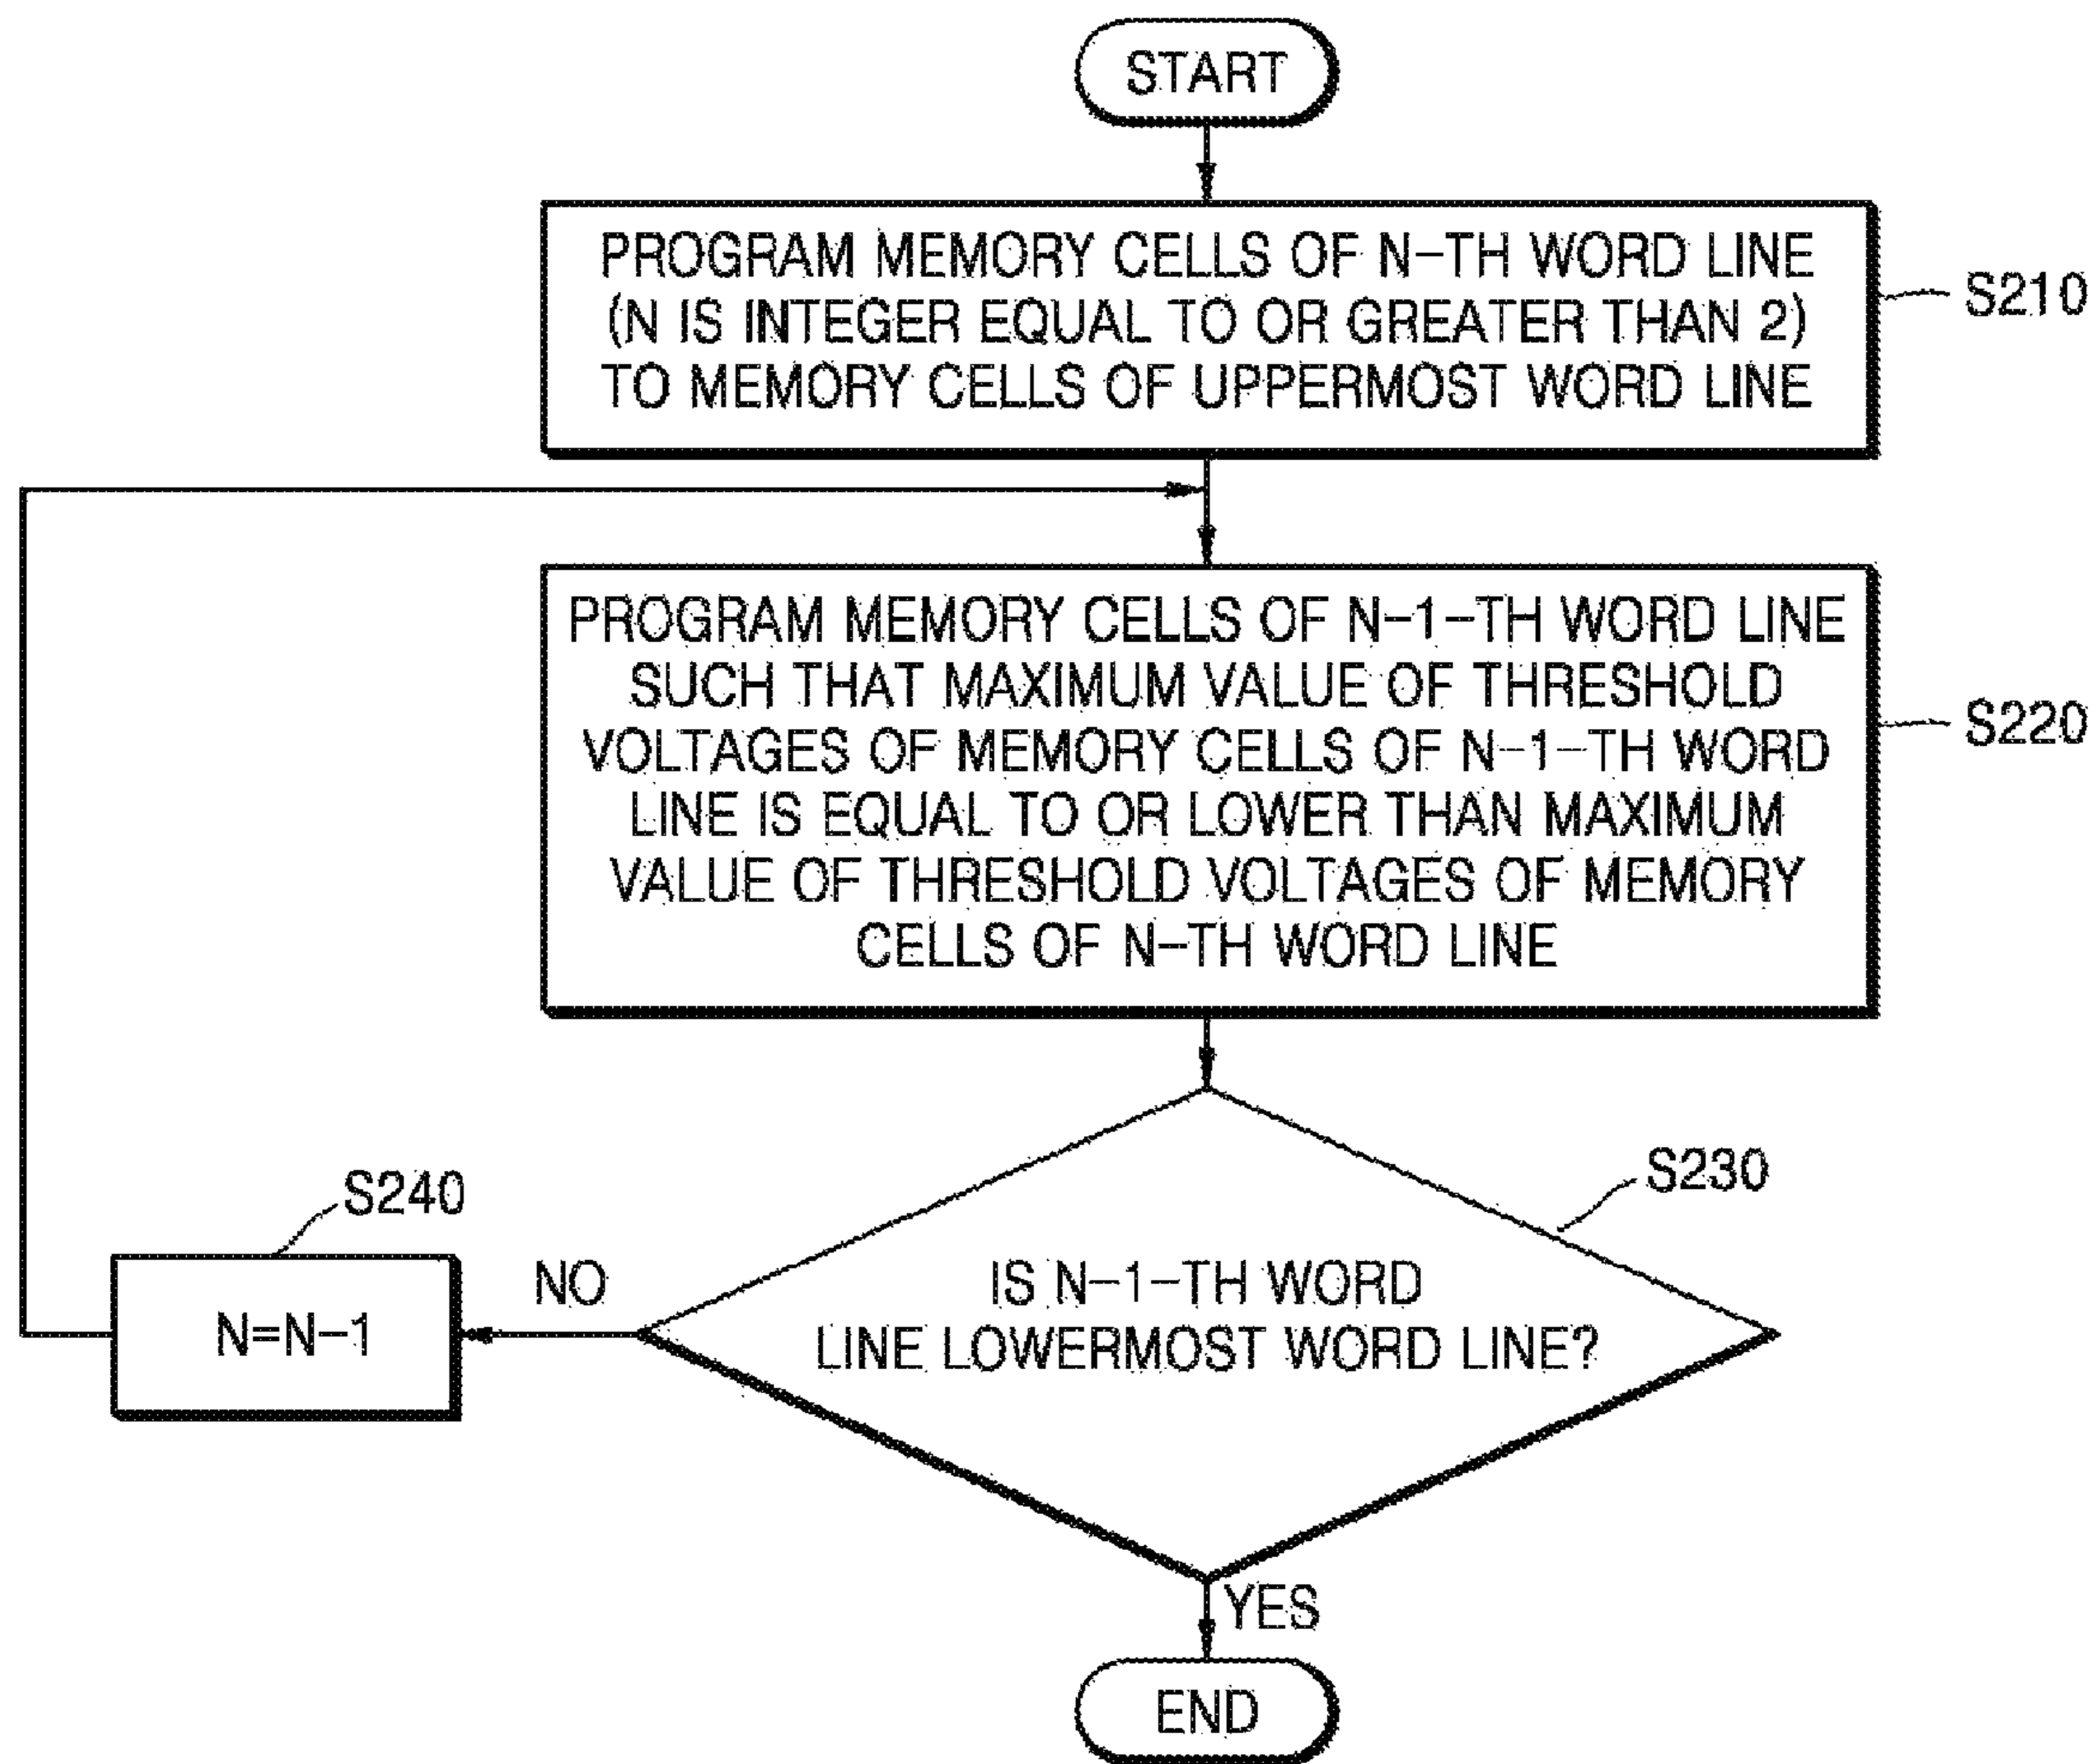 START
PROGRAM MEMORY CELLS OF N-TH WORD LINE
(N IS INTEGER EQUAL TO OR GREATER THAN 2)
TO MEMORY CELLS OF UPPERMOST WORD LINE
S210
PROGRAM MEMORY CELLS OF N-1-TH WORD LINE
SUCH THAT MAXIMUM VALUE OF THRESHOLD
VOLTAGES OF MEMORY CELLS OF N-1-TH WORD
LINE IS EQUAL TO OR LOWER THAN MAXIMUM
VALUE OF THRESHOLD VOLTAGES OF MEMORY
CELLS OF N-TH WORD LINE
S220
S230
IS N-1-TH WORD
LINE LOWERMOST WORD LINE?
NO
S240
N=N-1
YES
END